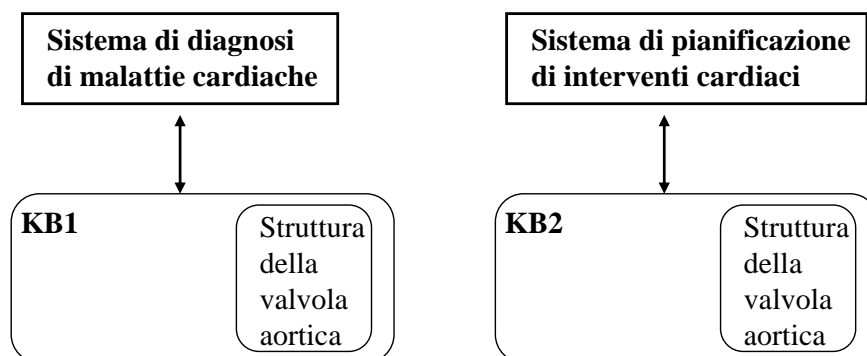 Sistema di diagnosi
di malattie cardiache
Sistema di pianificazione
di interventi cardiaci
KB1
Struttura
della
valvola
aortica
KB2
Struttura
della
valvola
aortica